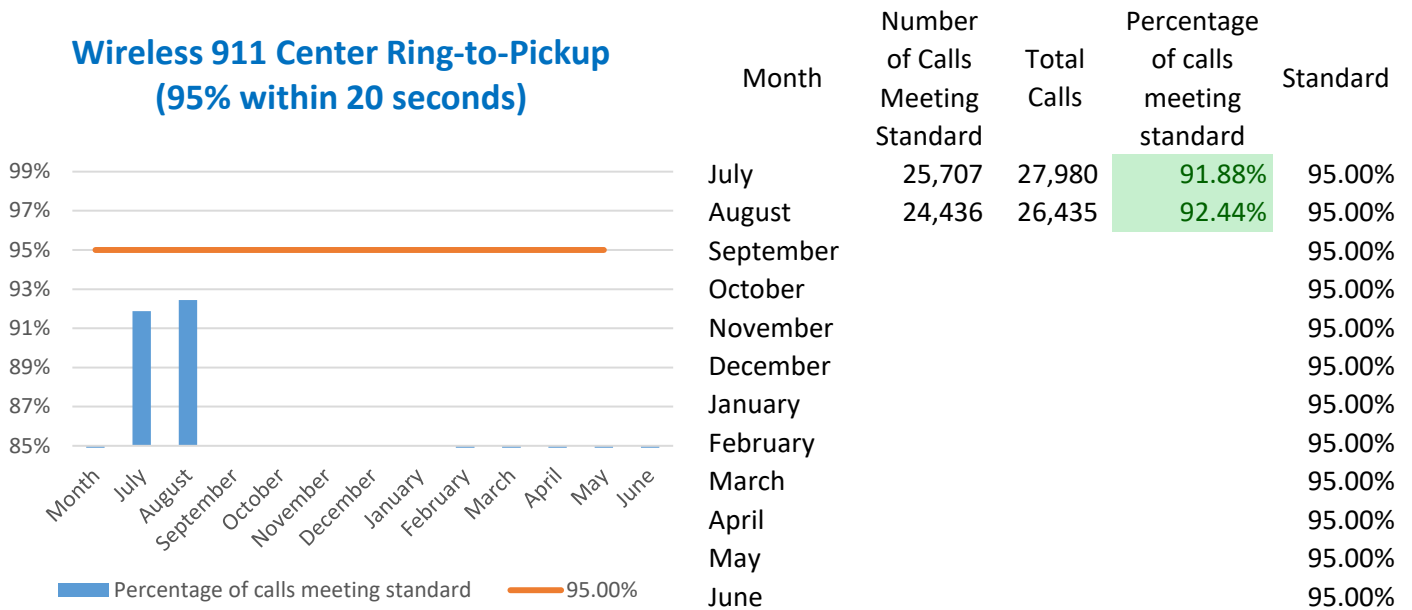 Wireless 911 Center Ring-to-Pickup
(95% within 20 seconds)
99%
97%
95%
93%
91%
89%
87%
85%
Month
July
August
September
October
November
December
January
February
March
April
May
June
Percentage of calls meeting standard
95.00%
Month
Number
of Calls
Meeting
Standard
Total
Calls
Percentage
of calls
meeting
standard
Standard
July 25,707 27,980 91.88% 95.00%
August 24,436 26,435 92.44% 95.00%
September 95.00%
October 95.00%
November 95.00%
December 95.00%
January 95.00%
February 95.00%
March 95.00%
April 95.00%
May 95.00%
June 95.00%